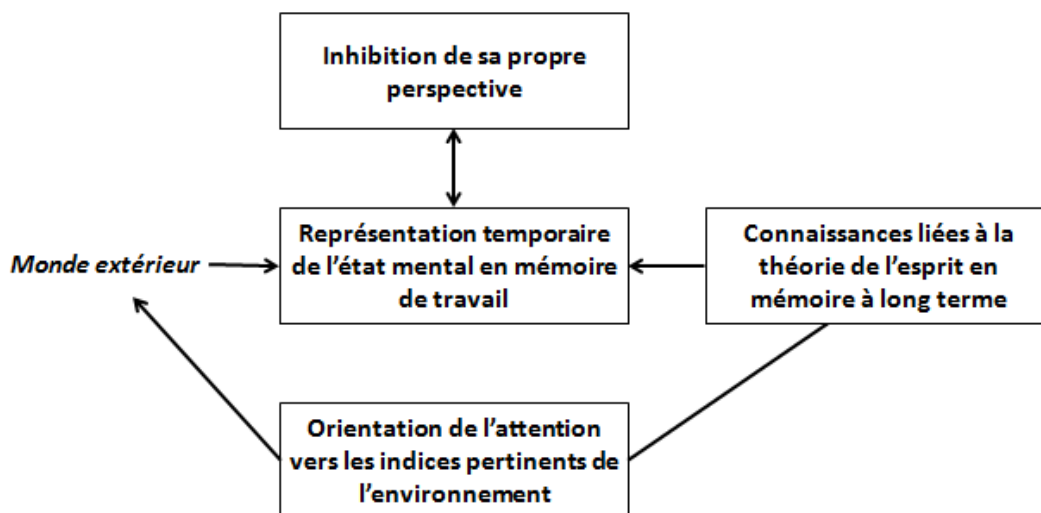 Inhibition de sa propre
perspective
Monde extérieur
Représentation temporaire
de l'état mental en mémoire
de travail
Connaissances liées à la
théorie de l'esprit en
mémoire à long terme
Orientation de l'attention
vers les indices pertinents de
l'environnement